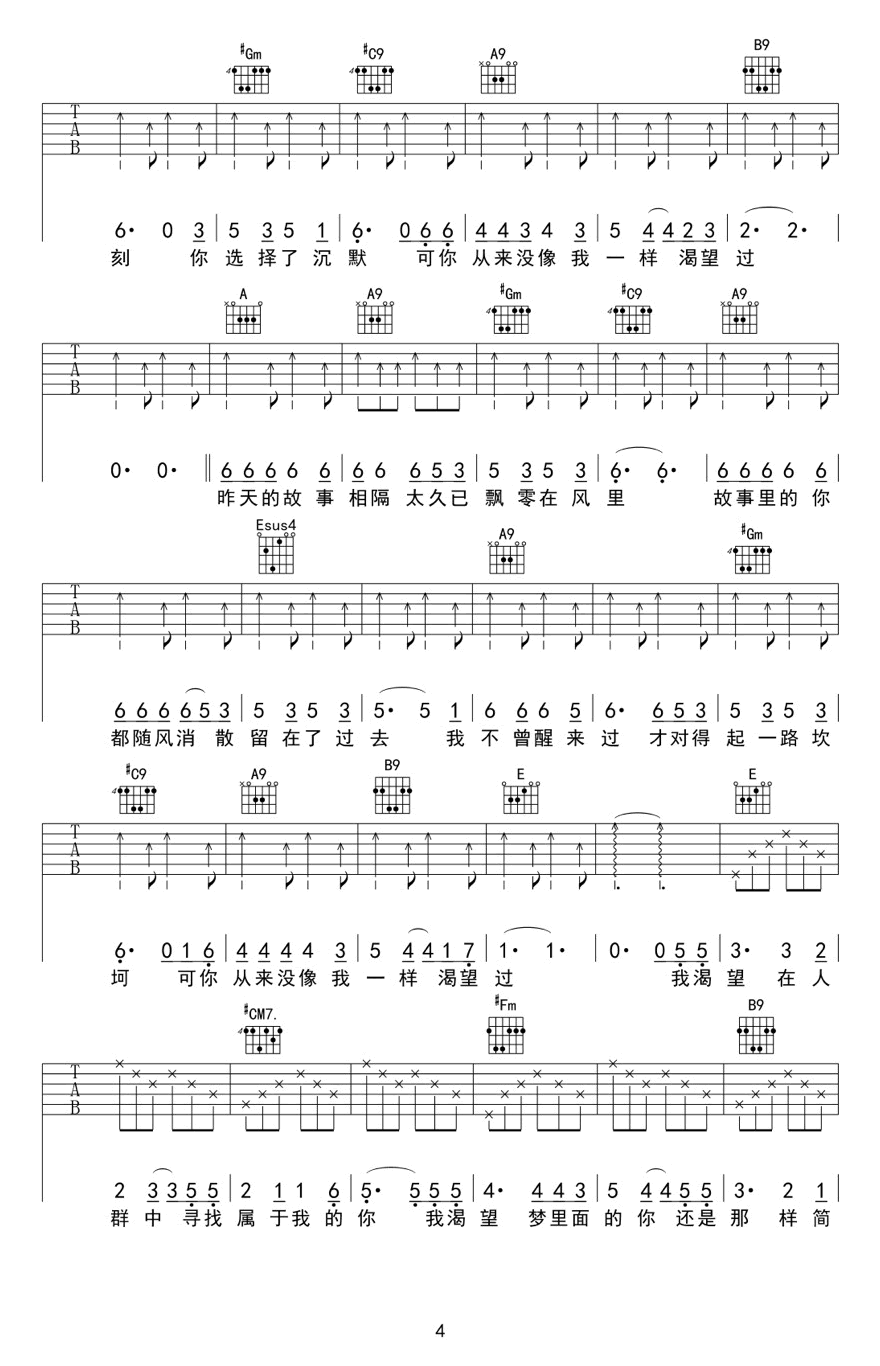 #Gm #C9 A9 B9
T A B
6· 0 3 | 5 3 5 1 | 6· 0 6 6 | 4 4 3 4 3 | 5 4 4 2 3 | 2· 2· |
刻 你 选 择 了 沉 默 可 你 从 来 没 像 我 一 样 渴 望 过
A A9 #Gm #C9 A9
T A B
0· 0· || 6 6 6 6 6 | 6 6 6 5 3 | 5 3 5 3 | 6· 6· | 6 6 6 6 6
昨 天 的 故 事 相 隔 太 久 已 飘 零 在 风 里 故 事 里 的 你
Esus4 A9 #Gm
T A B
6 6 6 6 5 3 | 5 3 5 3 | 5· 5 1 | 6 6 6 5 | 6· 6 5 3 | 5 3 5 3
都 随 风 消 散 留 在 了 过 去 我 不 曾 醒 来 过 才 对 得 起 一 路 坎
#C9 A9 B9 E E
T A B
6· 0 1 6 | 4 4 4 4 3 | 5 4 4 1 7 | 1· 1· | 0· 0 5 5 | 3· 3 2
坷 可 你 从 来 没 像 我 一 样 渴 望 过 我 渴 望 在 人
#CM7. #Fm B9
T A B
2 3 3 5 5 | 2 1 1 6 | 5· 5 5 5 | 4· 4 4 3 | 5 4 4 5 5 | 3· 2 1
群 中 寻 找 属 于 我 的 你 我 渴 望 梦 里 面 的 你 还 是 那 样 简
4